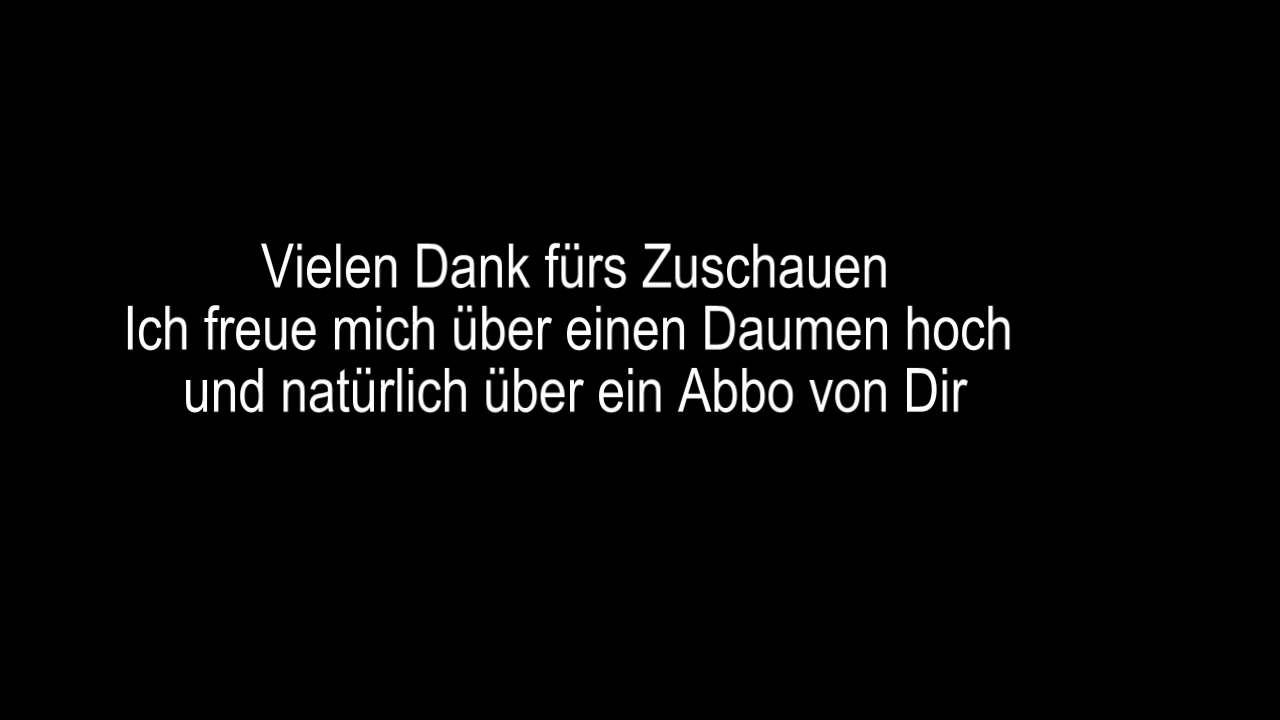 Vielen Dank fürs Zuschauen
Ich freue mich über einen Daumen hoch
und natürlich über ein Abbo von Dir